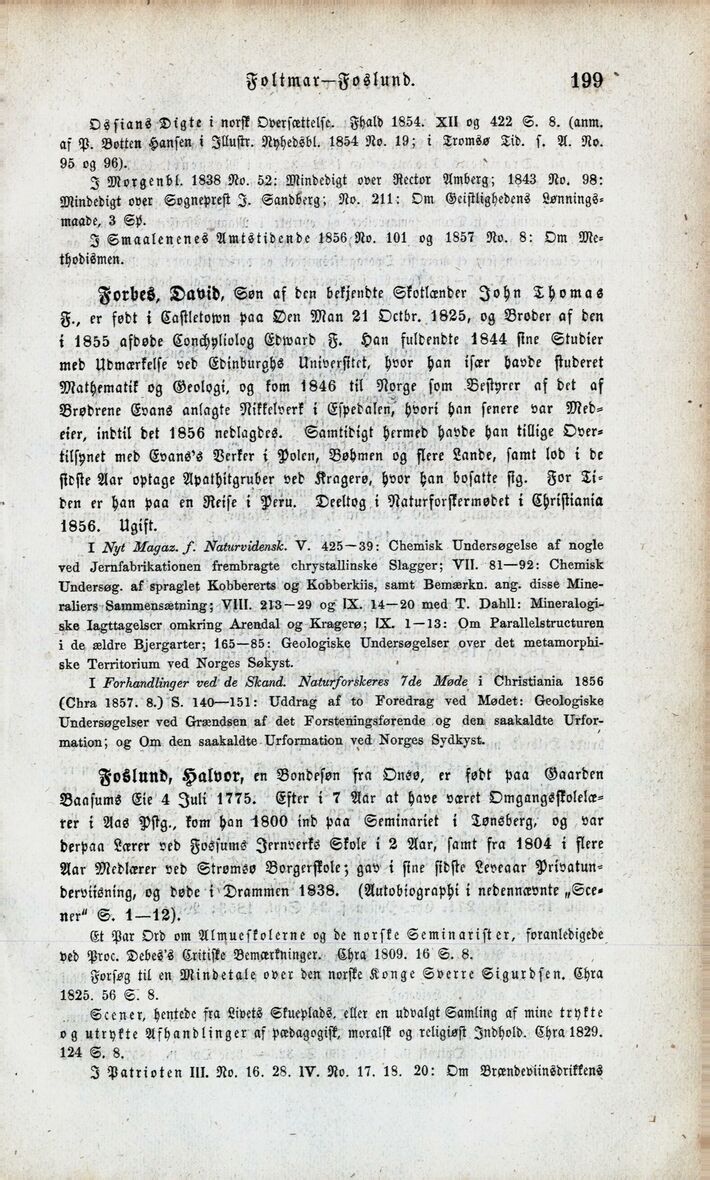 Foltmar—Foslund. 199
Ossians Digte i norsk Oversættelse. Fhald 1854. XII og 422 S. 8. (anm.
af P. Botten Hansen i Illustr. Nyhedsbl. 1854 No. 19; i Tromsø Tid. s. A. No.
95 og 96).
I Morgenbl. 1838 No. 52: Mindedigt over Rector Amberg; 1843 No. 98:
Mindedigt over Sogneprest J. Sandberg; No. 211: Om Geistlighedens Lønnings-
maade, 3 Sp.
I Smaalenenes Amtstidende 1856 No. 101 og 1857 No. 8: Om Me-
thodismen.
Forbes, David, Søn af den bekjendte Skotlænder John Thomas
F., er født i Castletown paa Øen Man 21 Octbr. 1825, og Broder af den
i 1855 afdøde Conchyliolog Edward F. Han fuldendte 1844 sine Studier
med Udmærkelse ved Edinburghs Universitet, hvor han især havde studeret
Mathematik og Geologi, og kom 1846 til Norge som Bestyrer af det af
Brødrene Evans anlagte Nikkelverk i Espedalen, hvori han senere var Med-
eier, indtil det 1856 nedlagdes. Samtidigt hermed havde han tillige Over-
tilsynet med Evans's Verker i Polen, Bøhmen og flere Lande, samt lod i de
sidste Aar optage Apathitgruber ved Kragerø, hvor han bosatte sig. For Ti-
den er han paa en Reise i Peru. Deeltog i Naturforskermødet i Christiania
1856. Ugift.
I Nyt Magaz. f. Naturvidensk. V. 425—39: Chemisk Undersøgelse af nogle
ved Jernfabrikationen frembragte chrystallinske Slagger; VII. 81—92: Chemisk
Undersøg. af spraglet Kobbererts og Kobberkiis, samt Bemærkn. ang. disse Mine-
raliers Sammensætning; VIII. 213—29 og IX. 14—20 med T. Dahll: Mineralogi-
ske Iagttagelser omkring Arendal og Kragerø; IX. 1—13: Om Parallelstructuren
i de ældre Bjergarter; 165—85: Geologiske Undersøgelser over det metamorphi-
ske Territorium ved Norges Søkyst.
I Forhandlinger ved de Skand. Naturforskeres 7de Møde i Christiania 1856
(Chra 1857. 8.) S. 140—151: Uddrag af to Foredrag ved Mødet: Geologiske
Undersøgelser ved Grændsen af det Forsteningsførende og den saakaldte Urfor-
mation; og Om den saakaldte Urformation ved Norges Sydkyst.
Foslund, Halvor, en Bondesøn fra Onsø, er født paa Gaarden
Baasums Eie 4 Juli 1775. Efter i 7 Aar at have været Omgangsskolelæ-
rer i Aas Pstg., kom han 1800 ind paa Seminariet i Tønsberg, og var
derpaa Lærer ved Fossums Jernverks Skole i 2 Aar, samt fra 1804 i flere
Aar Medlærer ved Strømsø Borgerskole; gav i sine sidste Leveaar Privatun-
derviisning, og døde i Drammen 1838. (Autobiographi i nedennævnte „Sce-
ner“ S. 1—12).
Et Par Ord om Almueskolerne og de norske Seminarister, foranledigede
ved Proc. Debes's Critiske Bemærkninger. Chra 1809. 16 S. 8.
Forsøg til en Mindetale over den norske Konge Sverre Sigurdsen. Chra
1825. 56 S. 8.
Scener, hentede fra Livets Skueplads, eller en udvalgt Samling af mine trykte
og utrykte Afhandlinger af pædagogisk, moralsk og religiøst Indhold. Chra 1829.
124 S. 8.
I Patrioten III. No. 16. 28. IV. No. 17. 18. 20: Om Brændeviinsdrikkens